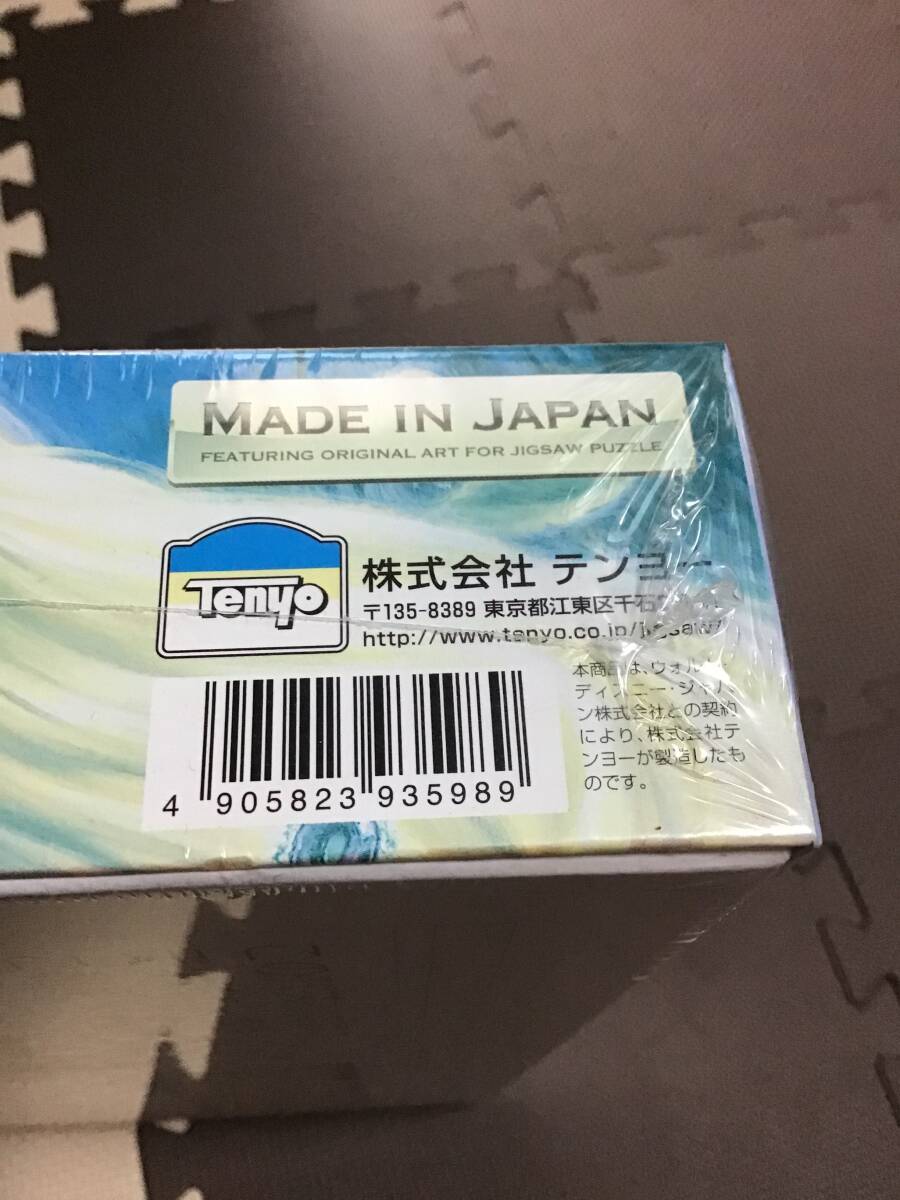 MADE IN JAPAN
FEATURING ORIGINAL ART FOR JIGSAW PUZZLE
Tenyo
株式会社 テンヨー
〒135-8389 東京都江東区千石
http://www.tenyo.co.jp/jigsaw/
本商品は、ウォルト・
ディズニー・ジャパ
ン株式会社との契約
により、株式会社テ
ンヨーが製造したも
のです。
4 905823 935989